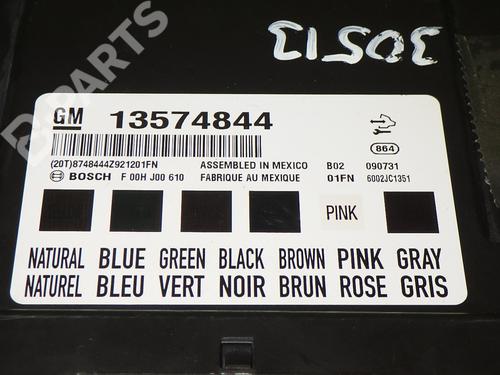 30513
B-PARTS
GM 13574844
(20T)8748444Z921201FN ASSEMBLED IN MEXICO B02 090731
864
BOSCH F 00H J00 610 FABRIQUE AU MEXIQUE 01FN 6002JC1351
PINK
NATURAL BLUE GREEN BLACK BROWN PINK GRAY
NATUREL BLEU VERT NOIR BRUN ROSE GRIS